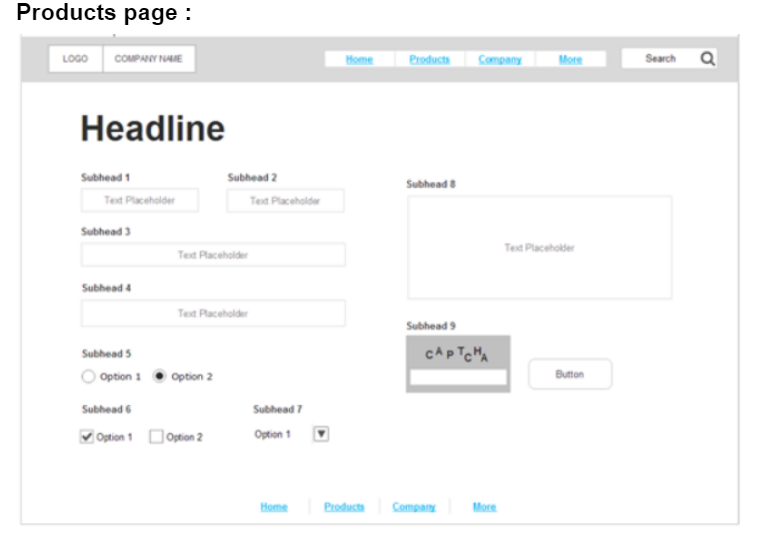 Products page :
LOGO COMPANY NAME Home Products Company More Search
Headline
Subhead 1 Subhead 2
Text Placeholder Text Placeholder
Subhead 3
Text Placeholder
Subhead 4
Text Placeholder
Subhead 5
Option 1 Option 2
Subhead 6 Subhead 7
Option 1 Option 2 Option 1
Subhead 8
Text Placeholder
Subhead 9
CAPTCHA
Button
Home Products Company More